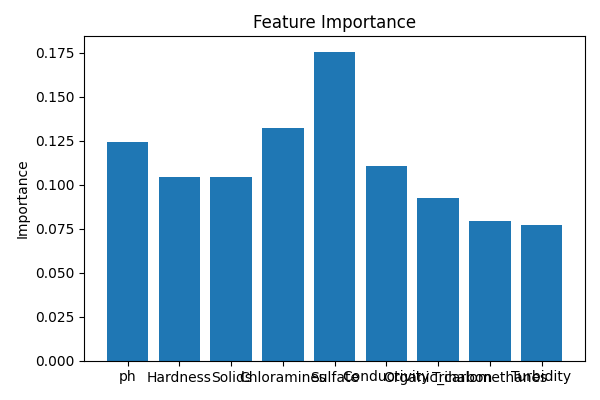 Feature Importance
Importance
0.175
0.150
0.125
0.100
0.075
0.050
0.025
0.000
ph Hardness Solids Chloramines Sulfate Conductivity Organic_carbon Trihalomethanes Turbidity